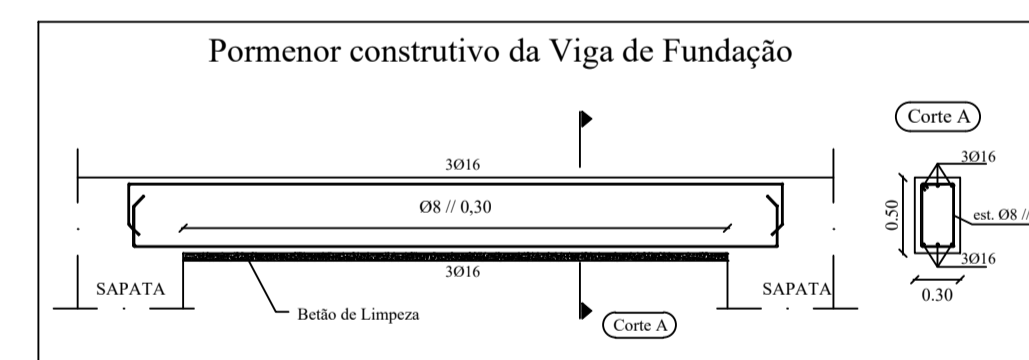 Pormenor construtivo da Viga de Fundação
Corte A
3Ø16
3Ø16
Ø8 // 0,30
0.50
est. Ø8 //
3Ø16
3Ø16
SAPATA
SAPATA
0.30
Betão de Limpeza
Corte A